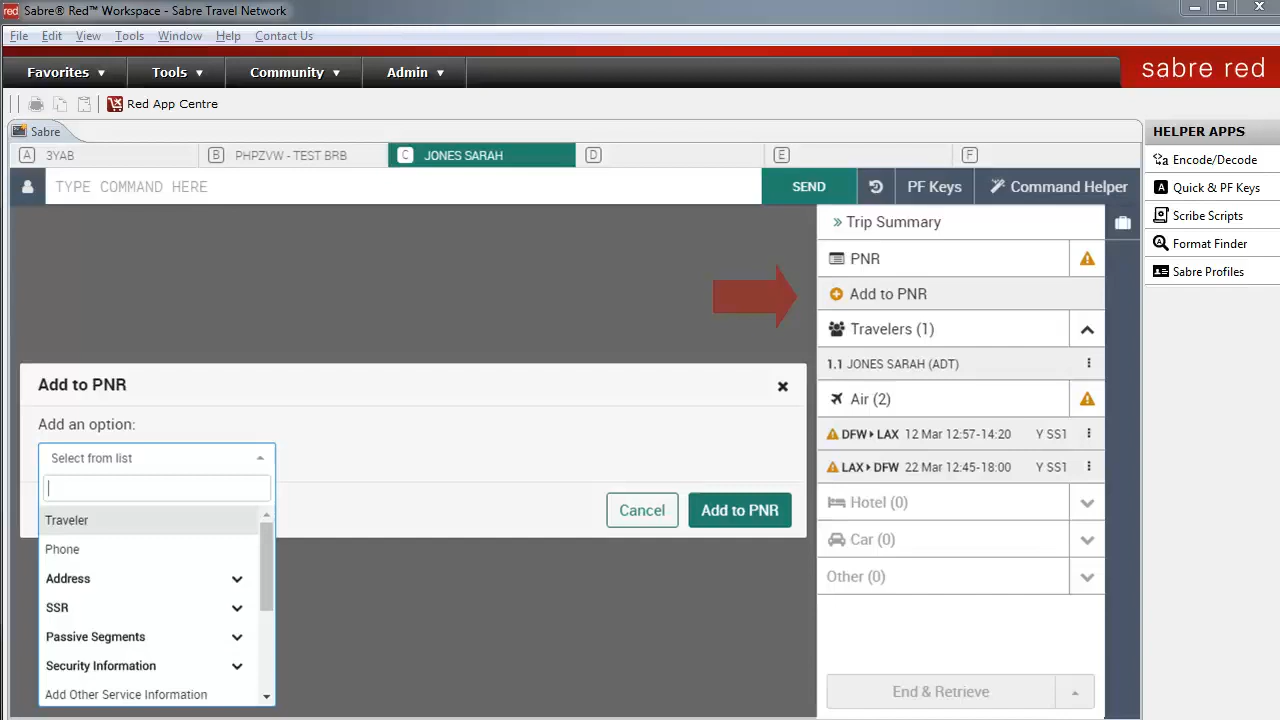 red Sabre® Red™ Workspace - Sabre Travel Network
File Edit View Tools Window Help Contact Us
Favorites Tools Community Admin sabre red
Red App Centre
Sabre
HELPER APPS
A 3YAB B PHPZVW - TEST BRB C JONES SARAH D E F
Encode/Decode
TYPE COMMAND HERE SEND PF Keys Command Helper
A Quick & PF Keys
Scribe Scripts
Format Finder
Sabre Profiles
» Trip Summary
PNR
Add to PNR
Travelers (1)
1.1 JONES SARAH (ADT)
Air (2)
DFW LAX 12 Mar 12:57-14:20 Y SS1
LAX DFW 22 Mar 12:45-18:00 Y SS1
Hotel (0)
Car (0)
Other (0)
End & Retrieve
Add to PNR
Add an option:
Select from list
Traveler
Phone
Address
SSR
Passive Segments
Security Information
Add Other Service Information
Cancel Add to PNR